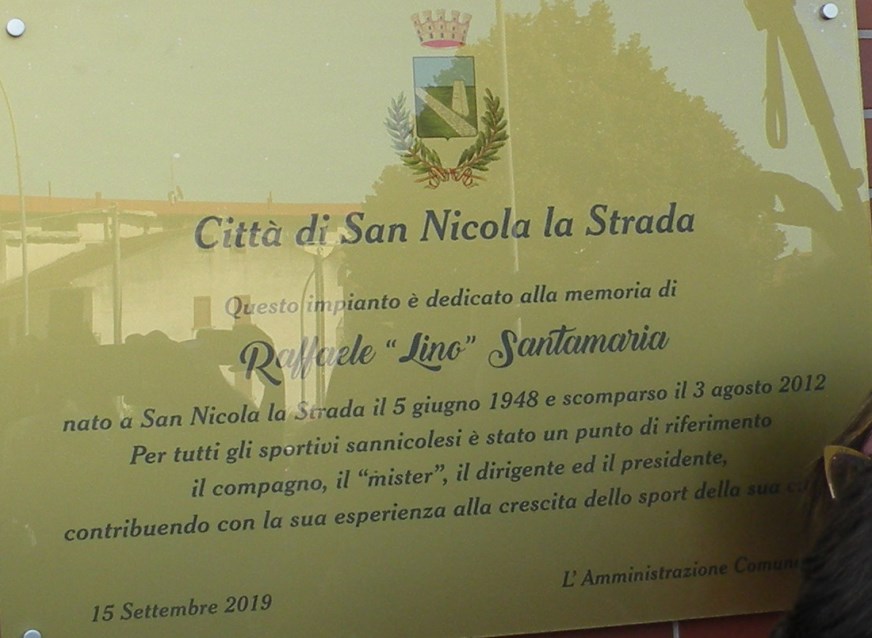 Città di San Nicola la Strada
Questo impianto è dedicato alla memoria di
Raffaele “Lino” Santamaria
nato a San Nicola la Strada il 5 giugno 1948 e scomparso il 3 agosto 2012
Per tutti gli sportivi sannicolesi è stato un punto di riferimento
il compagno, il “mister”, il dirigente ed il presidente,
contribuendo con la sua esperienza alla crescita dello sport della sua
L’ Amministrazione
15 Settembre 2019